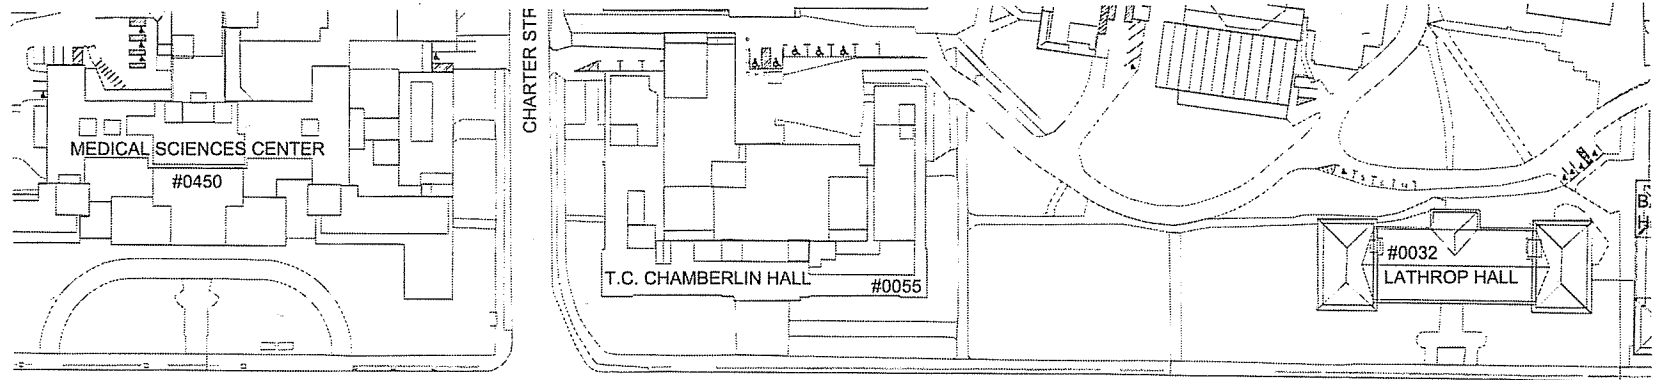 CHARTER STR
MEDICAL SCIENCES CENTER
#0450
T.C. CHAMBERLIN HALL
#0055
#0032
LATHROP HALL